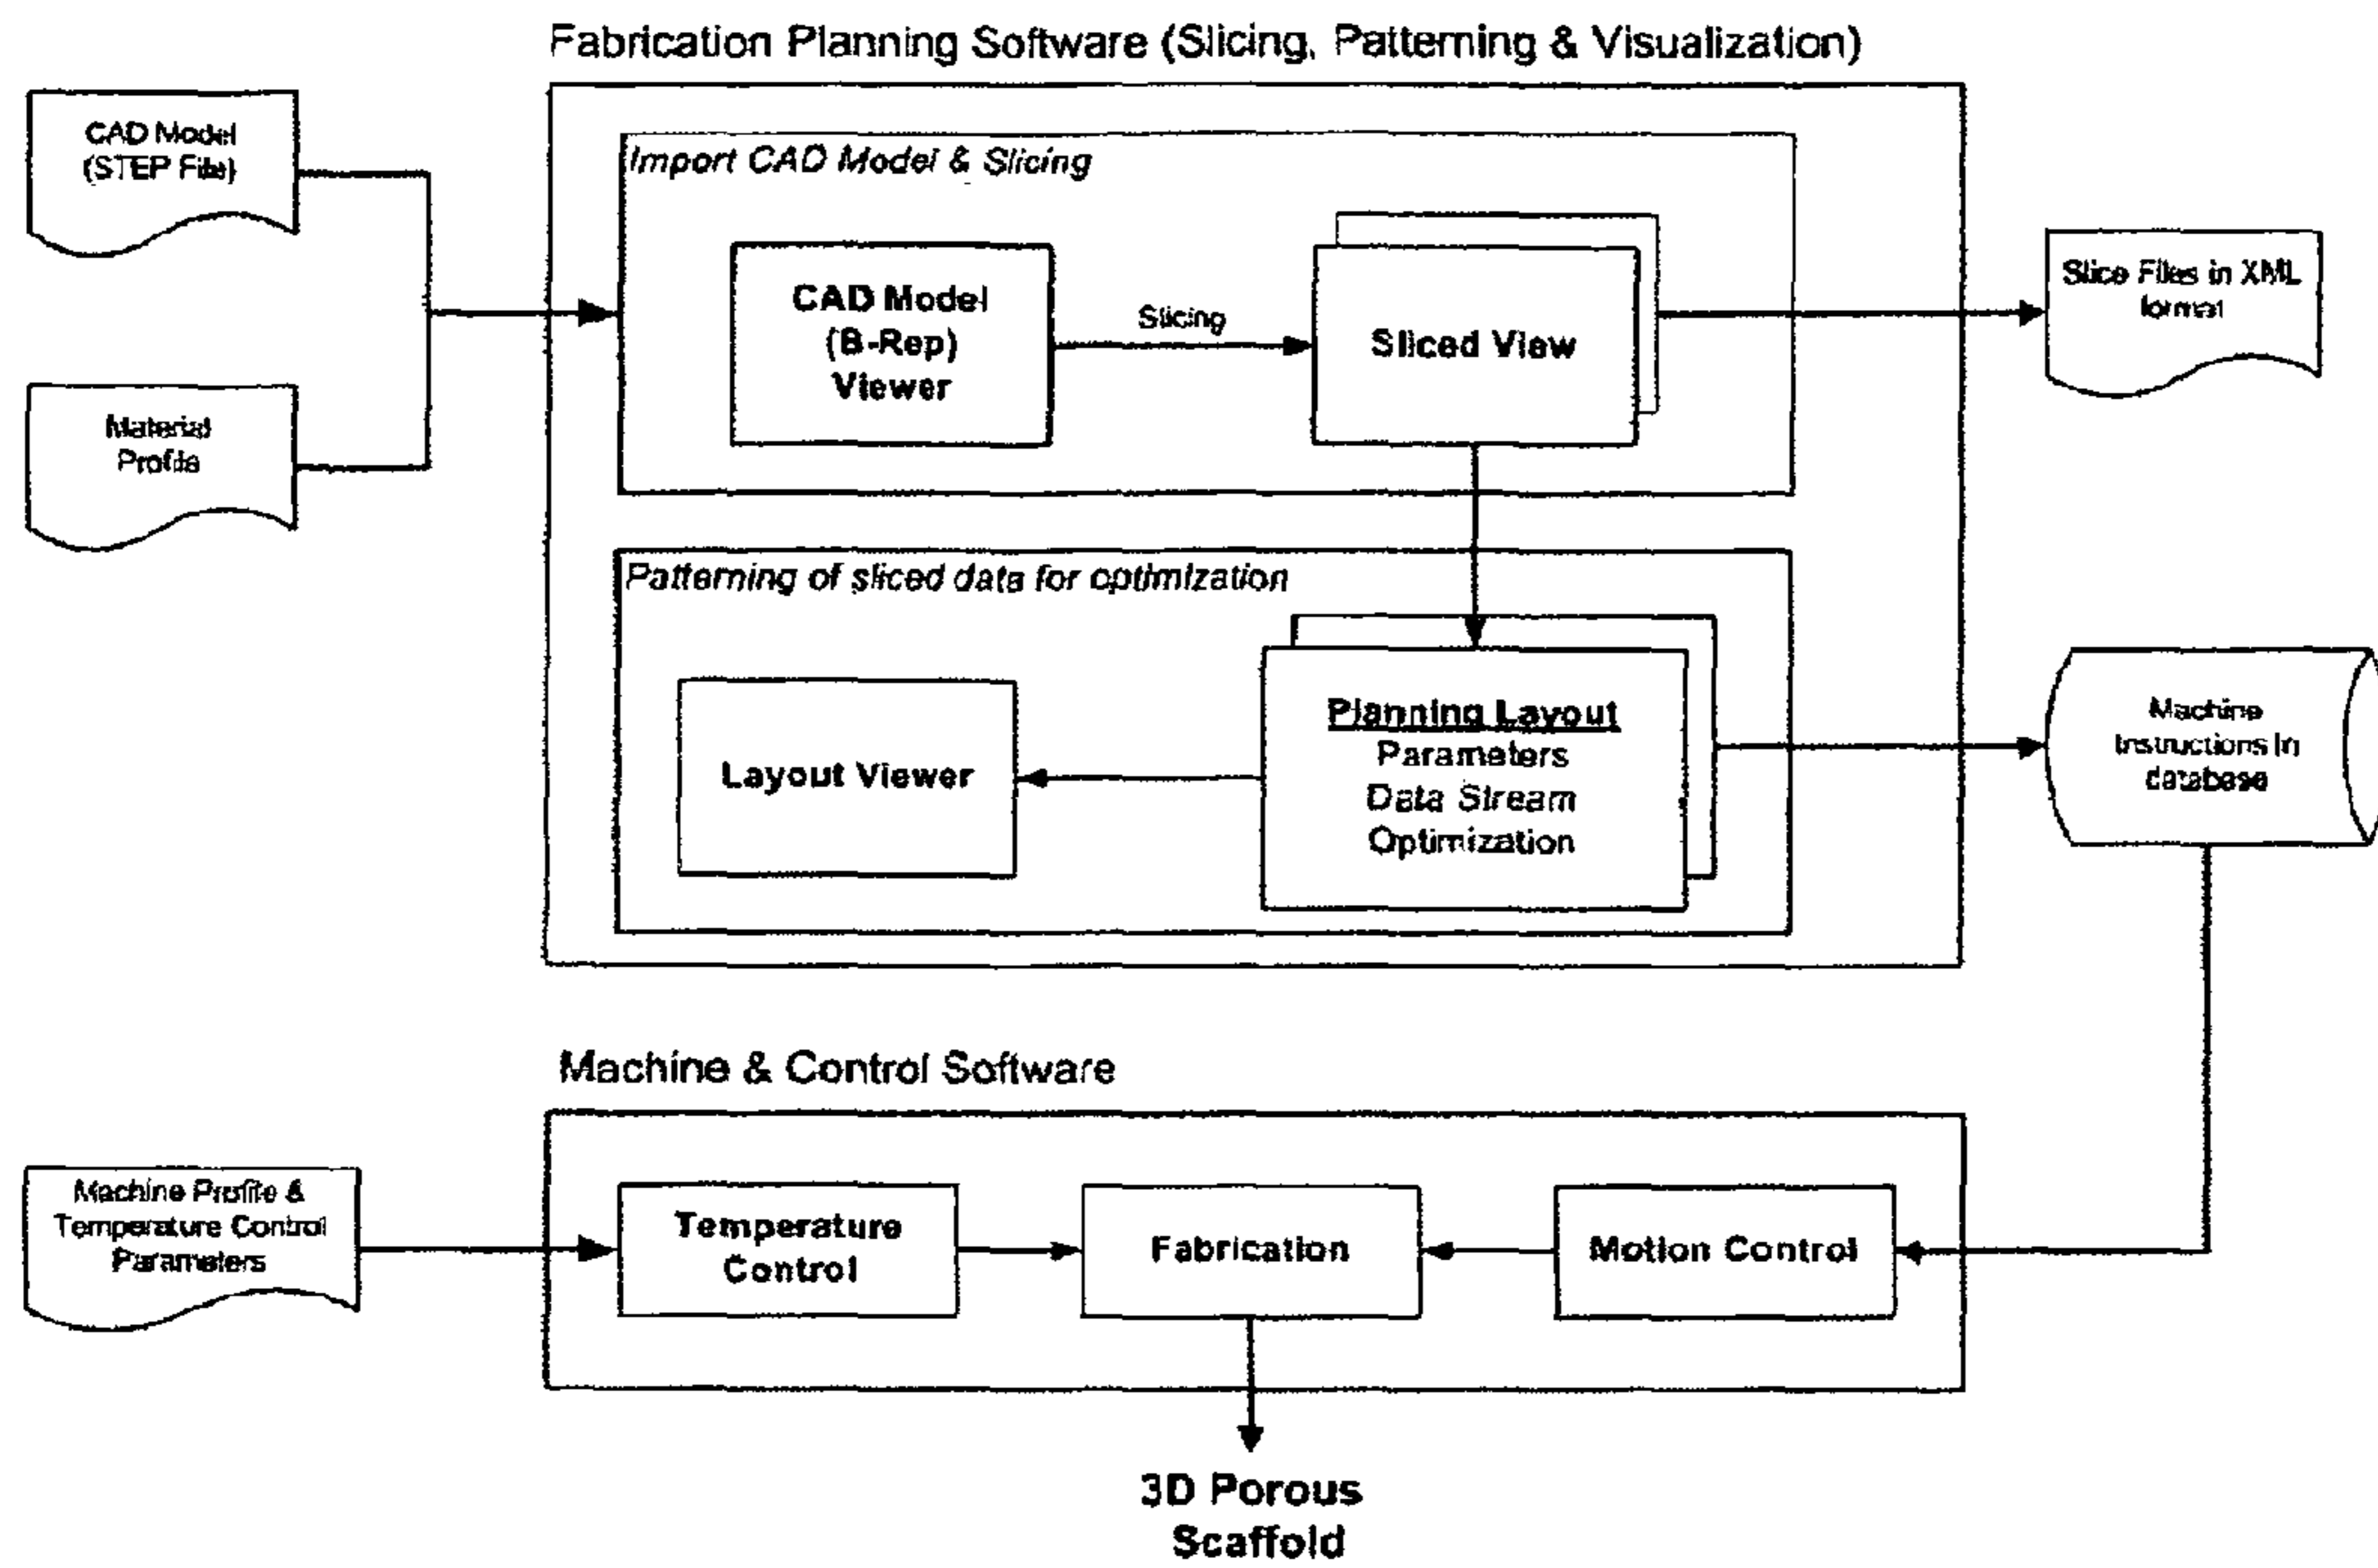 Fabrication Planning Software (Slicing, Patterning & Visualization)
CAD Model
(STEP File)
Import CAD Model & Slicing
CAD Model
(B-Rep)
Viewer
Slicing
Sliced View
Slice Files in XML
format
Material
Profile
Patterning of sliced data for optimization
Layout Viewer
Planning Layout
Parameters
Data Stream
Optimization
Machine
Instructions in
database
Machine & Control Software
Machine Profile &
Temperature Control
Parameters
Temperature
Control
Fabrication
Motion Control
3D Porous
Scaffold